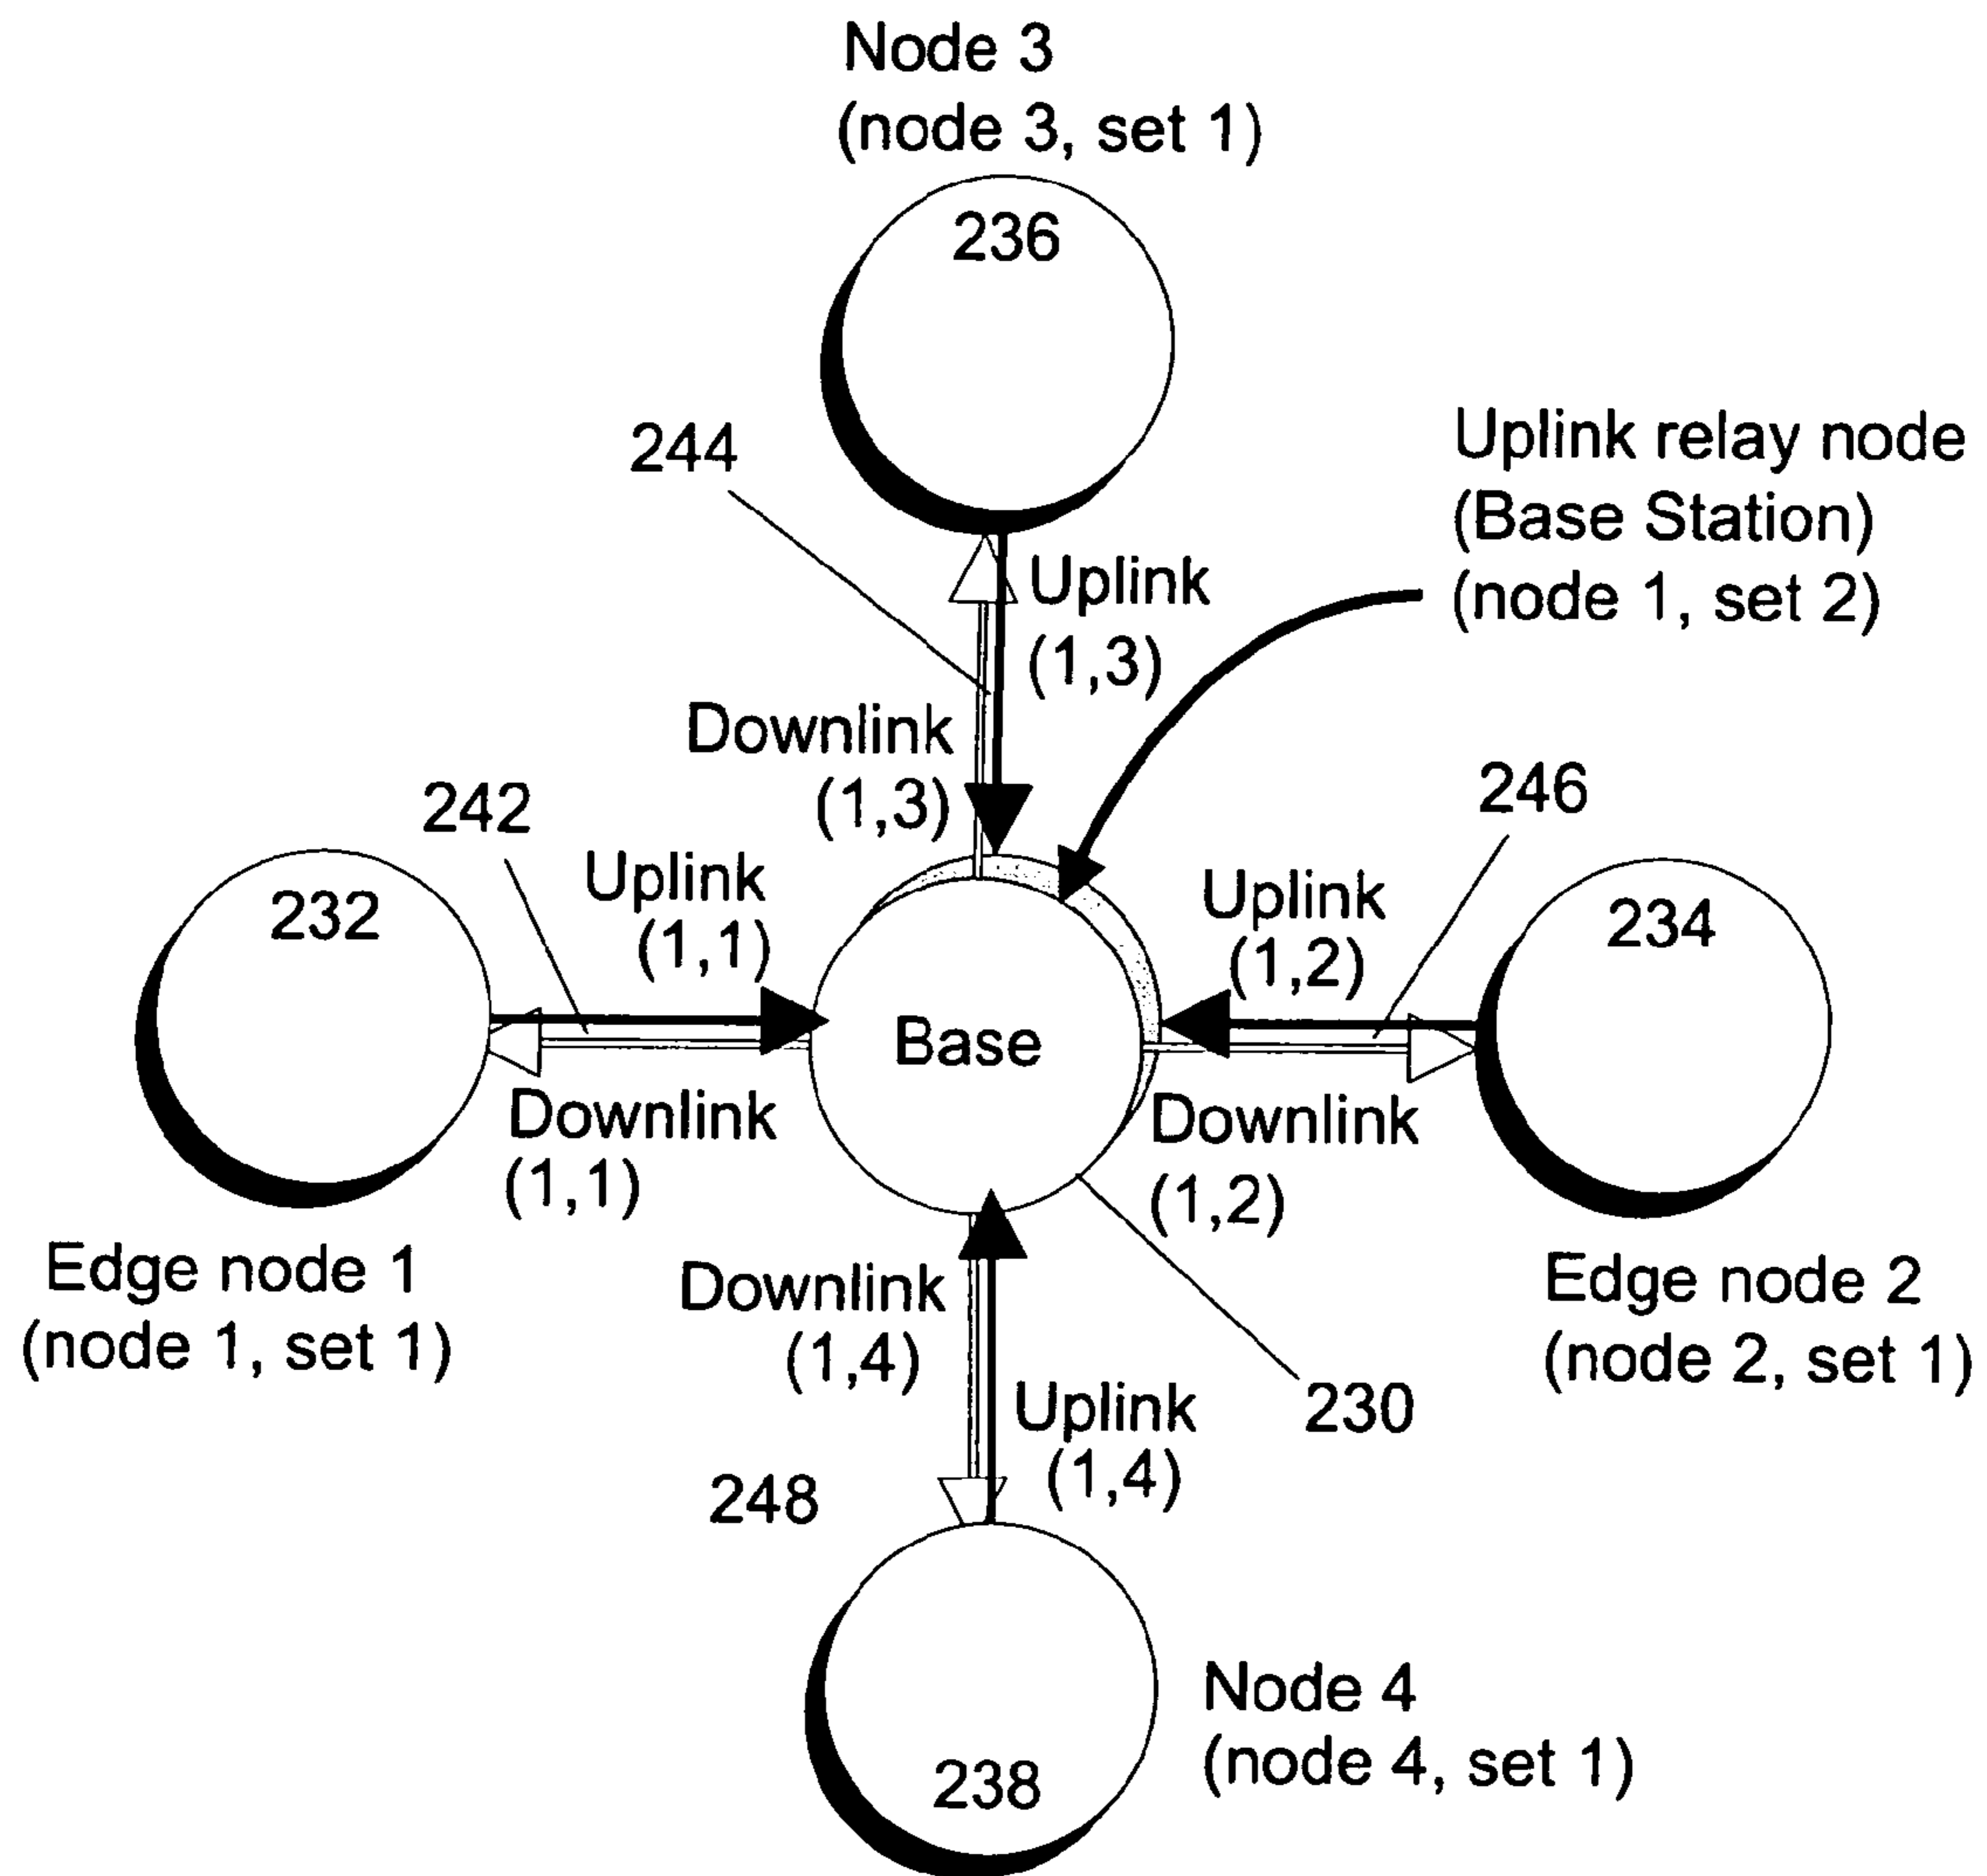 Node 3
(node 3, set 1)
236
244
Uplink relay node
(Base Station)
(node 1, set 2)
Uplink
(1,3)
Downlink
(1,3)
242
246
Uplink
(1,1)
232
Uplink
(1,2)
234
Base
Downlink
(1,1)
Downlink
(1,2)
Edge node 1
(node 1, set 1)
Edge node 2
(node 2, set 1)
Downlink
(1,4)
Uplink
(1,4)
230
248
Node 4
(node 4, set 1)
238